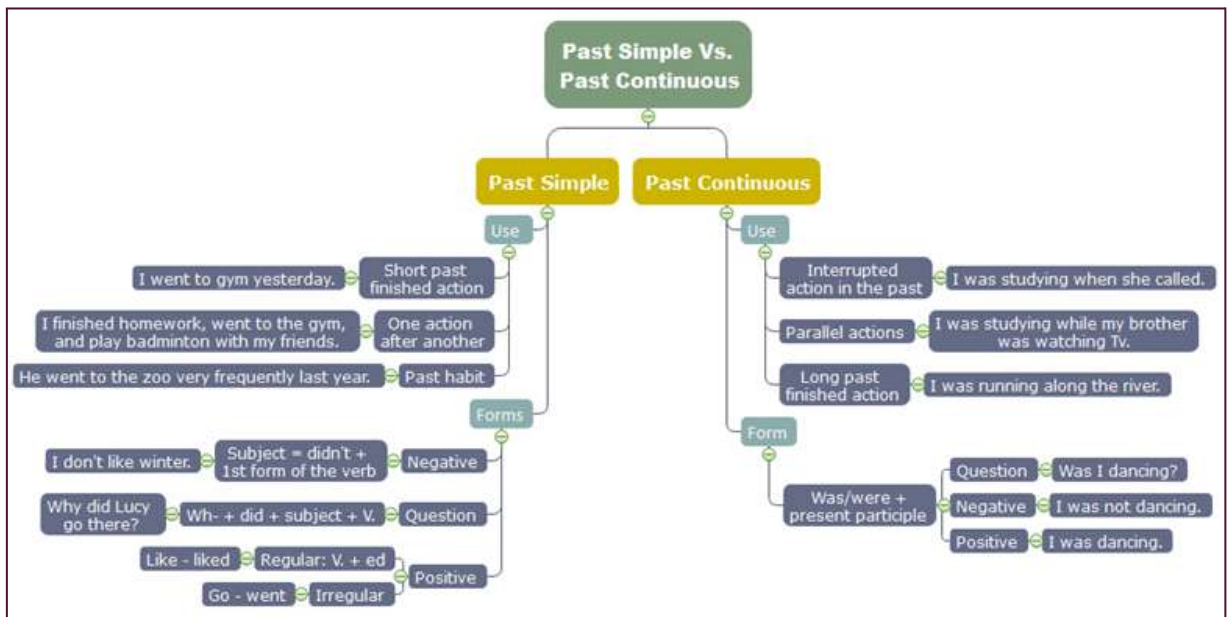 Past Simple Vs.
Past Continuous
Past Simple
Use
Short past
finished action
I went to gym yesterday.
One action
after another
I finished homework, went to the gym,
and play badminton with my friends.
Past habit
He went to the zoo very frequently last year.
Forms
Negative
Subject = didn't +
1st form of the verb
I don't like winter.
Question
Wh- + did + subject + V.
Why did Lucy
go there?
Positive
Regular: V. + ed
Like - liked
Irregular
Go - went
Past Continuous
Use
Interrupted
action in the past
I was studying when she called.
Parallel actions
I was studying while my brother
was watching Tv.
Long past
finished action
I was running along the river.
Form
Was/were +
present participle
Question
Was I dancing?
Negative
I was not dancing.
Positive
I was dancing.